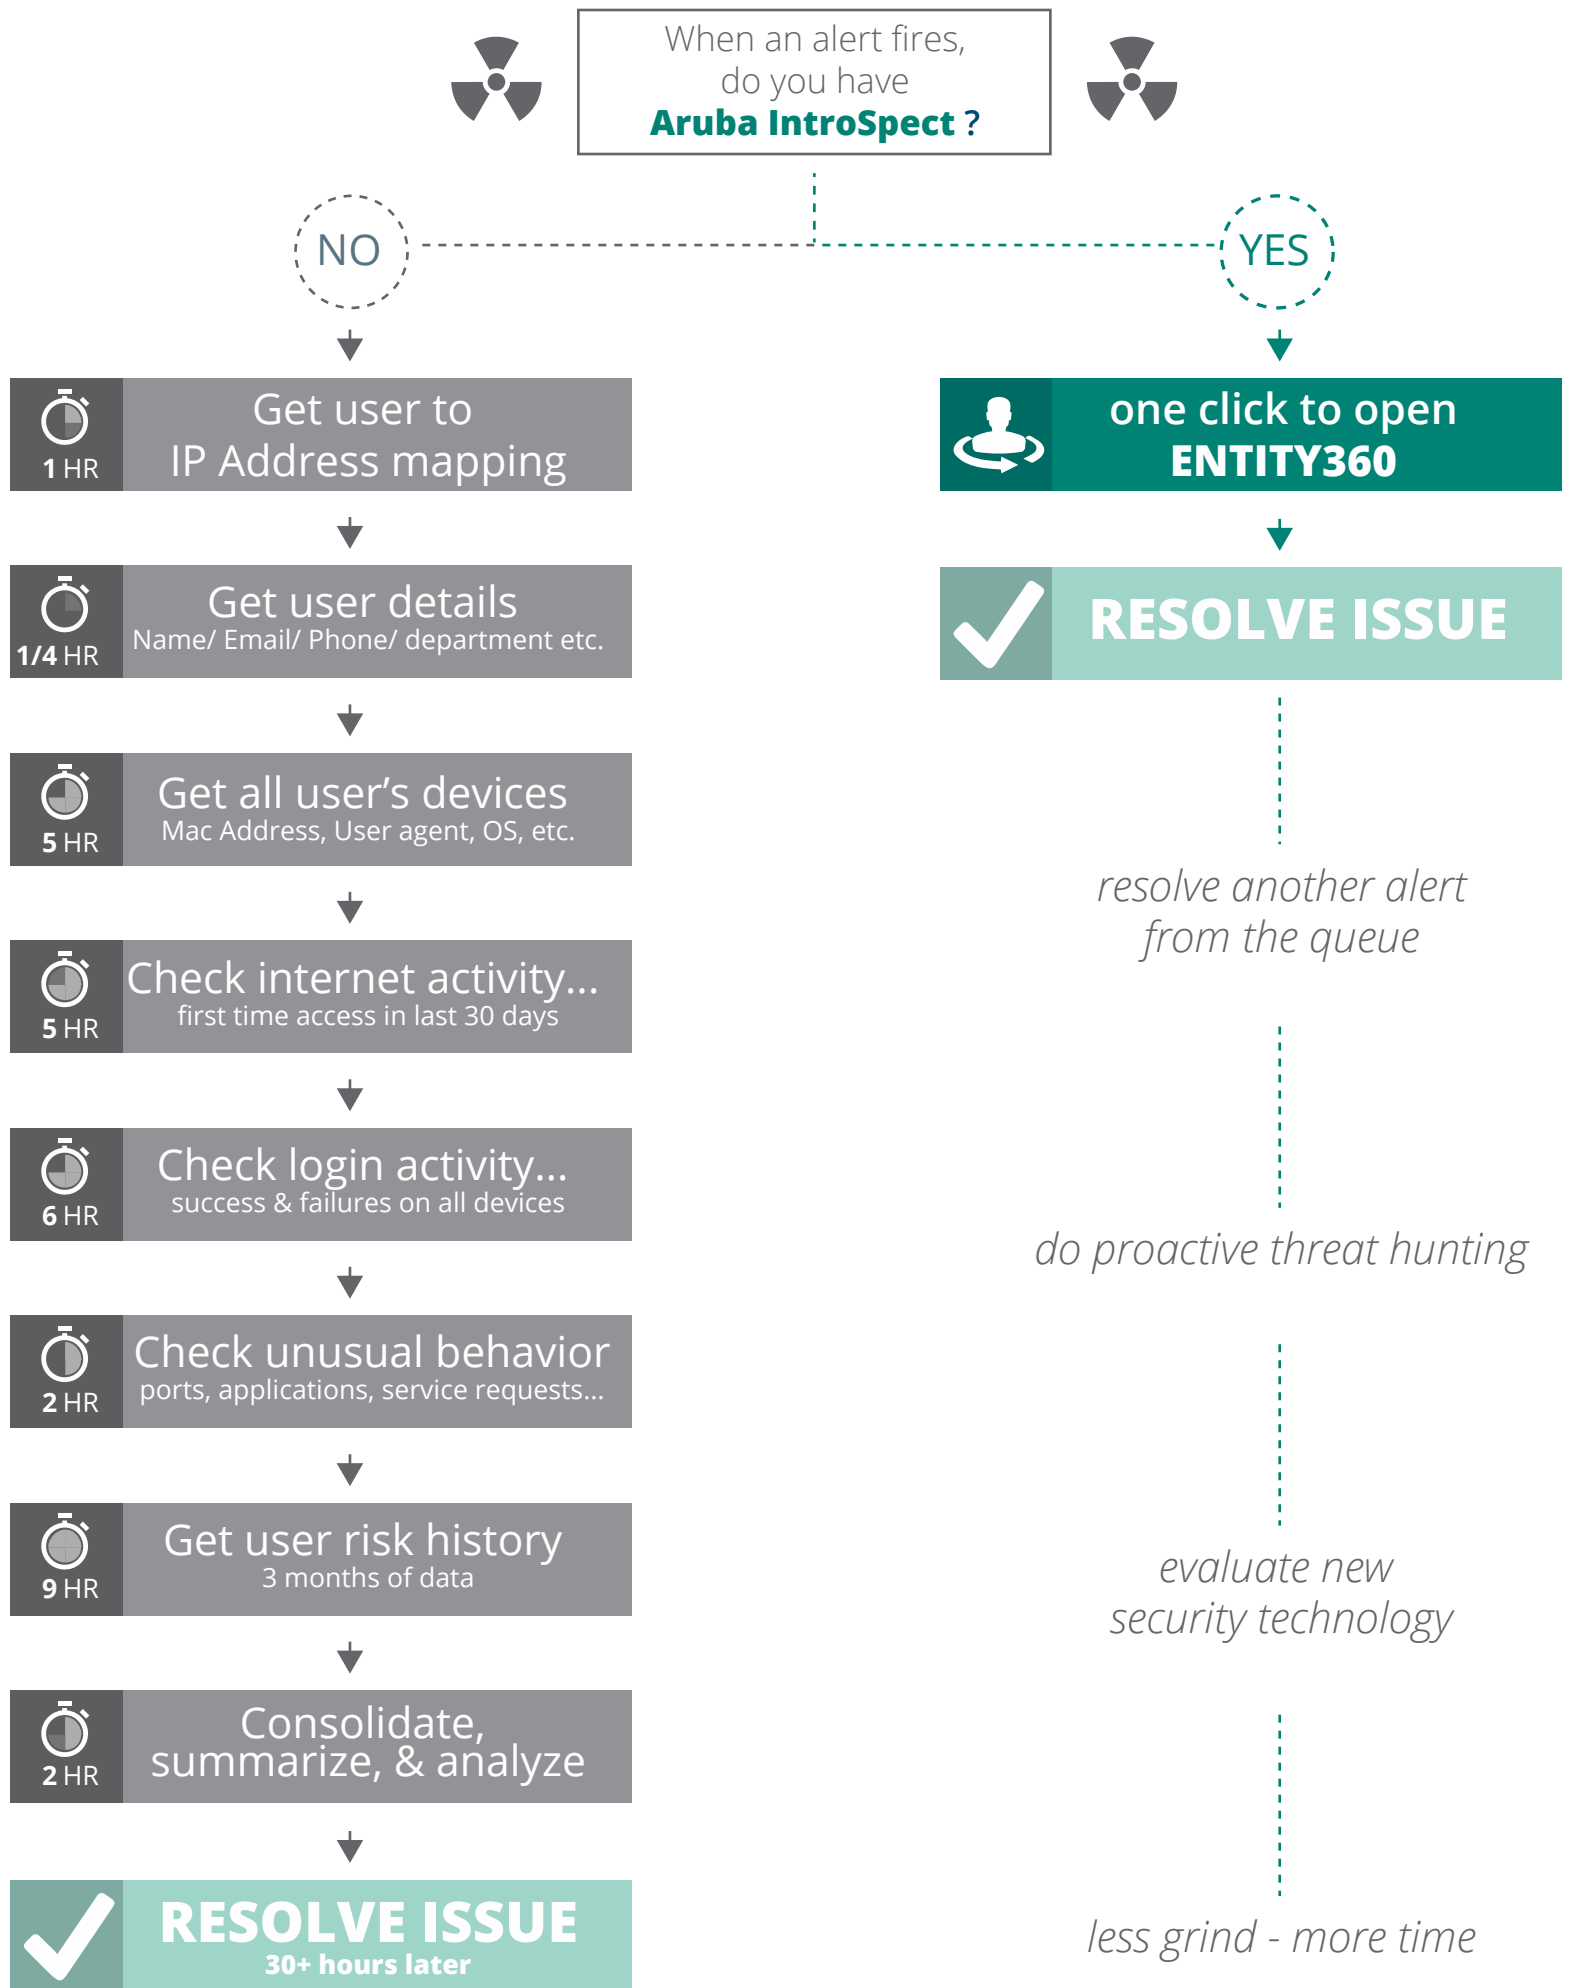 When an alert fires,
do you have
Aruba IntroSpect ?
NO
YES
1 HR
Get user to
IP Address mapping
1/4 HR
Get user details
Name/ Email/ Phone/ department etc.
5 HR
Get all user’s devices
Mac Address, User agent, OS, etc.
5 HR
Check internet activity...
first time access in last 30 days
6 HR
Check login activity...
success & failures on all devices
2 HR
Check unusual behavior
ports, applications, service requests...
9 HR
Get user risk history
3 months of data
2 HR
Consolidate,
summarize, & analyze
RESOLVE ISSUE
30+ hours later
one click to open
ENTITY360
RESOLVE ISSUE
resolve another alert
from the queue
do proactive threat hunting
evaluate new
security technology
less grind - more time